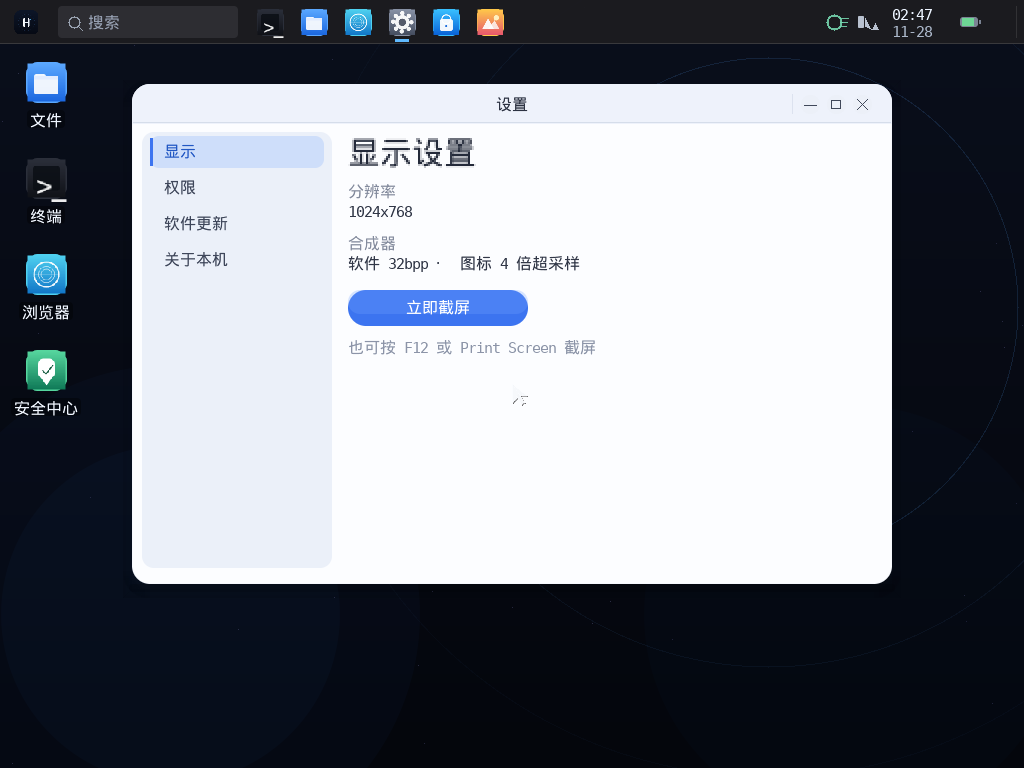 H
搜索
02:47
11-28
文件
终端
浏览器
安全中心
设置
显示
权限
软件更新
关于本机
显示设置
分辨率
1024x768
合成器
软件 32bpp · 图标 4 倍超采样
立即截屏
也可按 F12 或 Print Screen 截屏